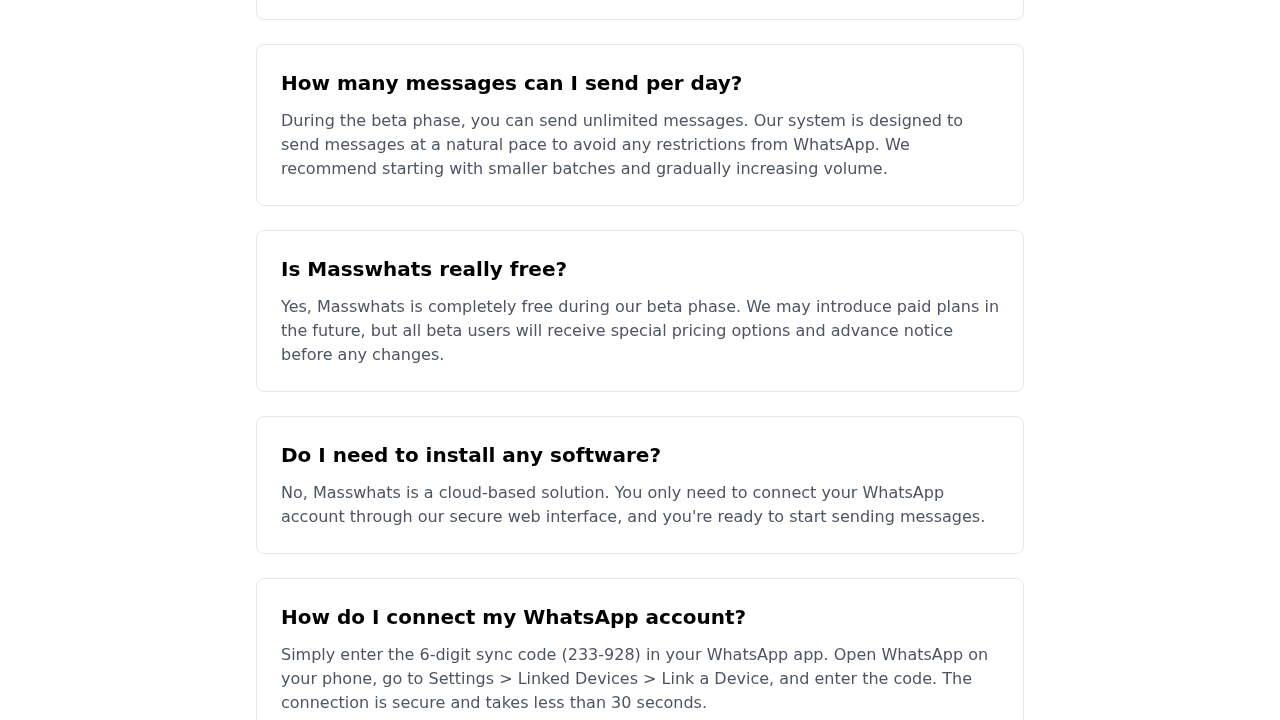 How many messages can I send per day?
During the beta phase, you can send unlimited messages. Our system is designed to
send messages at a natural pace to avoid any restrictions from WhatsApp. We
recommend starting with smaller batches and gradually increasing volume.
Is Masswhats really free?
Yes, Masswhats is completely free during our beta phase. We may introduce paid plans in
the future, but all beta users will receive special pricing options and advance notice
before any changes.
Do I need to install any software?
No, Masswhats is a cloud-based solution. You only need to connect your WhatsApp
account through our secure web interface, and you're ready to start sending messages.
How do I connect my WhatsApp account?
Simply enter the 6-digit sync code (233-928) in your WhatsApp app. Open WhatsApp on
your phone, go to Settings > Linked Devices > Link a Device, and enter the code. The
connection is secure and takes less than 30 seconds.